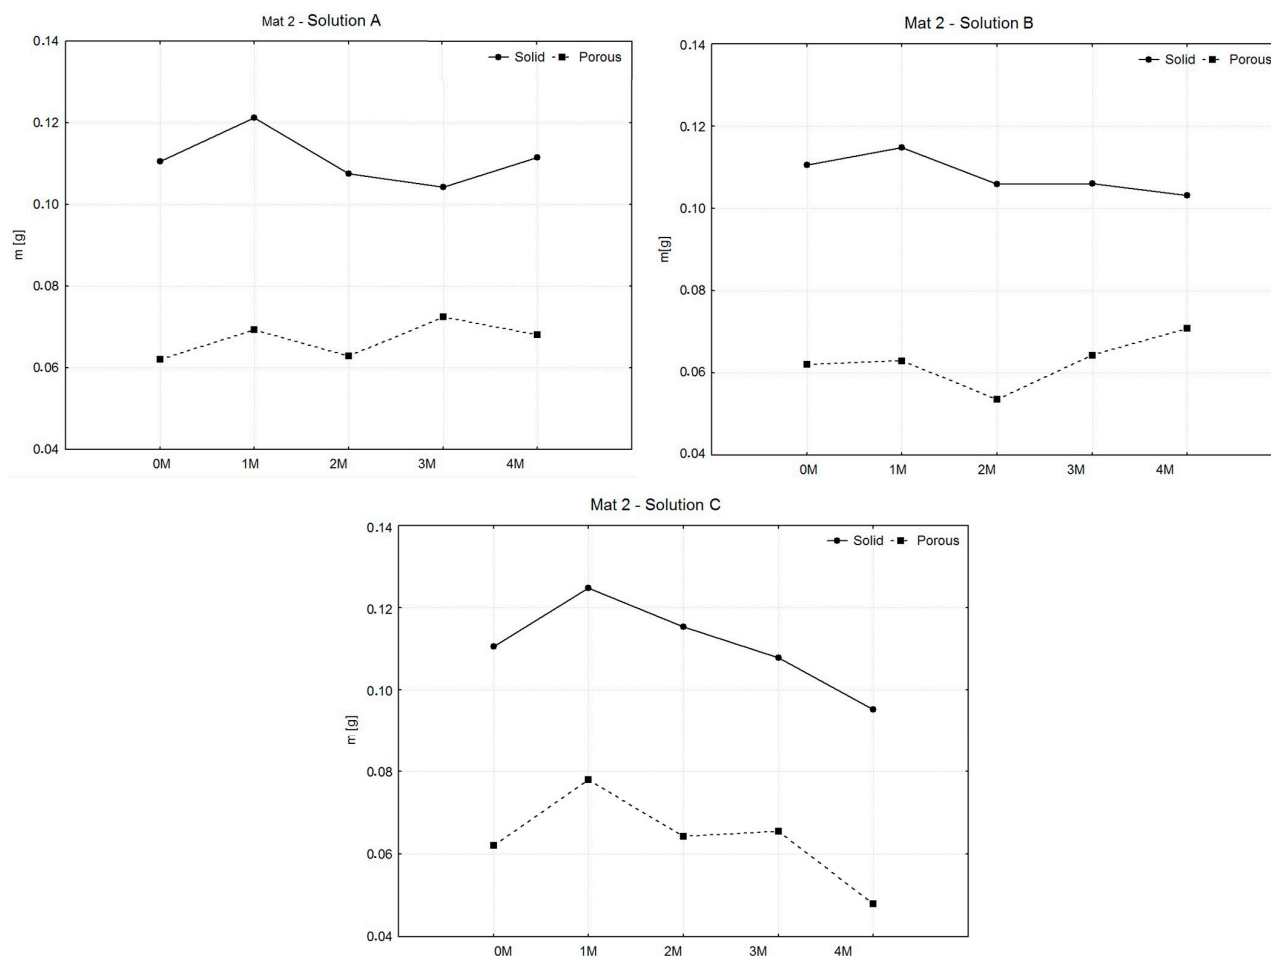 Mat 2 - Solution A
Solid Porous
0.14
0.12
0.10
0.08
0.06
0.04
m [g]
0M 1M 2M 3M 4M
Mat 2 - Solution B
Solid Porous
0.14
0.12
0.10
0.08
0.06
0.04
m[g]
0M 1M 2M 3M 4M
Mat 2 - Solution C
Solid Porous
0.14
0.12
0.10
0.08
0.06
0.04
m [g]
0M 1M 2M 3M 4M